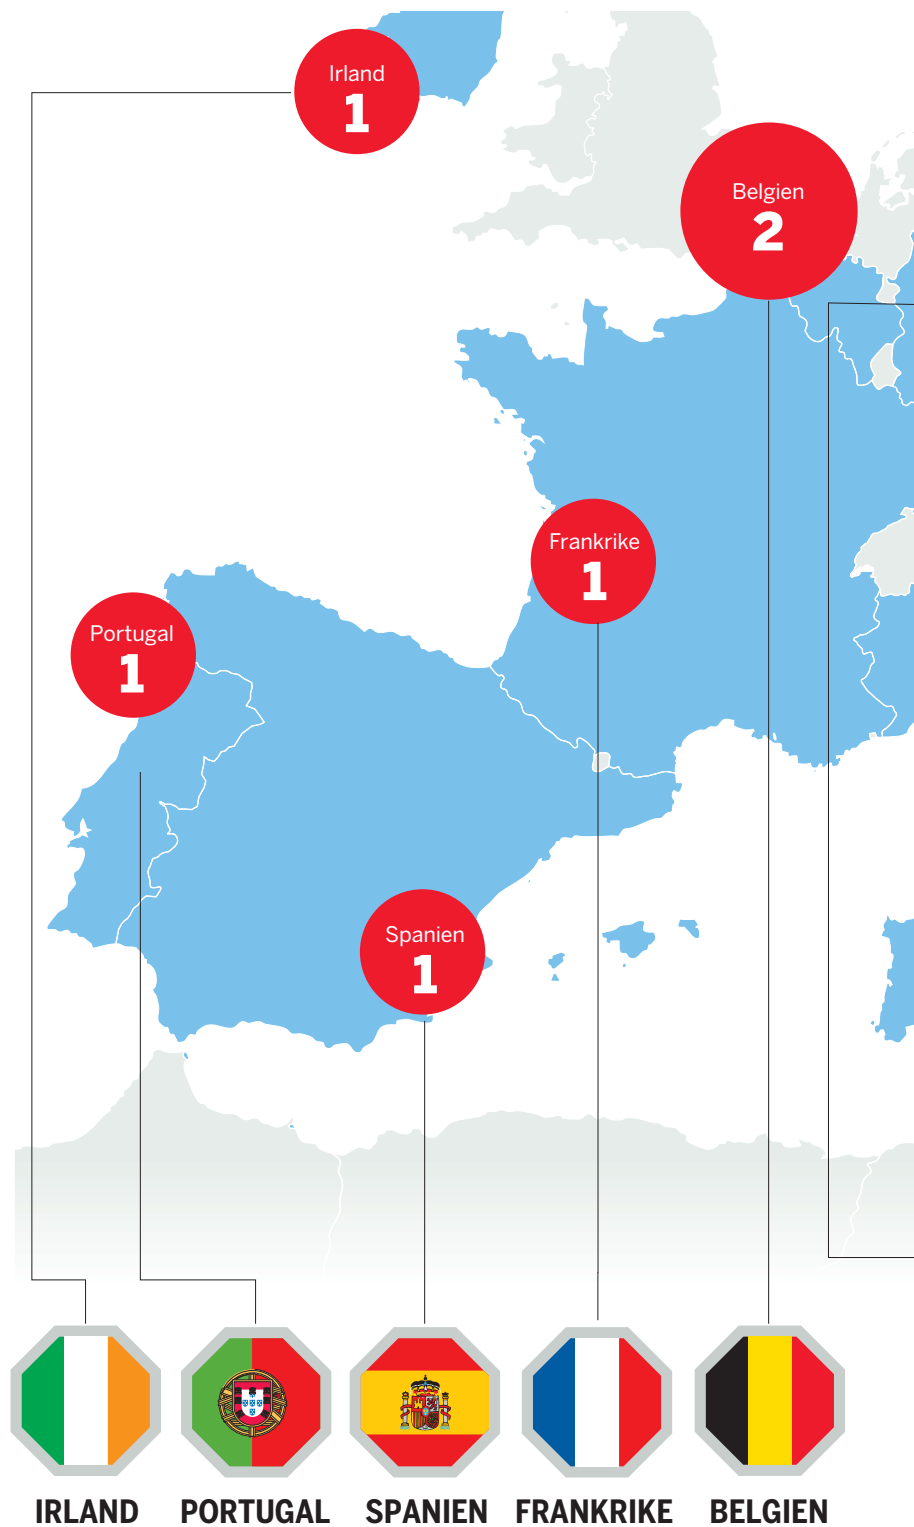 Irland
1
Belgien
2
Frankrike
1
Portugal
1
Spanien
1
IRLAND PORTUGAL SPANIEN FRANKRIKE BELGIEN